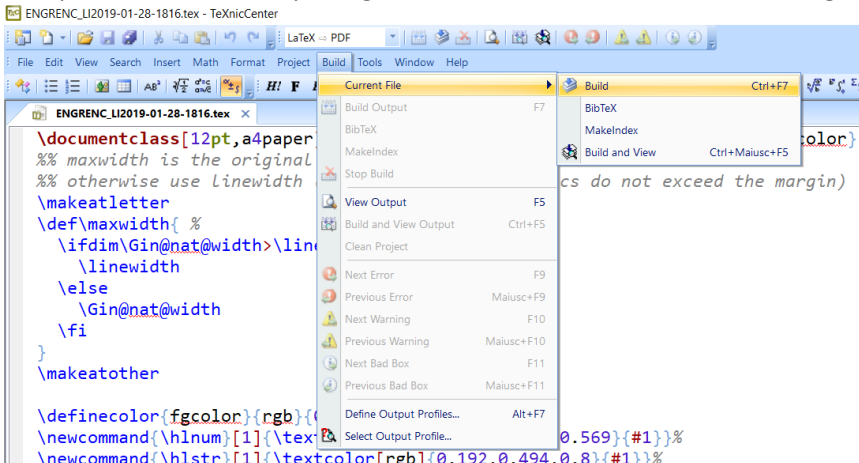 ENGRENC_LI2019-01-28-1816.tex - TeXnicCenter
LaTeX ⇨ PDF
File Edit View Search Insert Math Format Project Build Tools Window Help
H! F
ENGRENC_LI2019-01-28-1816.tex ×
Current File
Build Output F7
BibTeX
MakeIndex
Stop Build
View Output F5
Build and View Output Ctrl+F5
Clean Project
Next Error F9
Previous Error Maiusc+F9
Next Warning F10
Previous Warning Maiusc+F10
Next Bad Box F11
Previous Bad Box Maiusc+F11
Define Output Profiles... Alt+F7
Select Output Profile...
Build Ctrl+F7
BibTeX
MakeIndex
Build and View Ctrl+Maiusc+F5
\documentclass[12pt,a4paper] color}
%% maxwidth is the original
%% otherwise use linewidth cs do not exceed the margin)
\makeatletter
\def\maxwidth{ %
\ifdim\Gin@nat@width>\line
\linewidth
\else
\Gin@nat@width
\fi
}
\makeatother
\definecolor{fgcolor}{rgb}{
\newcommand{\hlnum}[1]{\text 0.569}{#1}}%
\newcommand{\hlstr}[1]{\textcolor[rgb]{0.192,0.494,0.8}{#1}}%